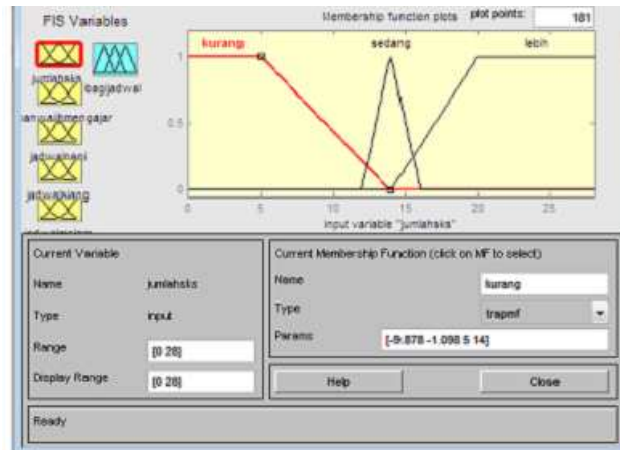 FIS Variables
Membership function plots
plot points:
181
kurang
sedang
lebih
jumlahsks
bagijadwal
1
0.5
0
0
5
10
15
20
25
input variable "jumlahsks"
Current Variable
Name
jumlahsks
Type
input
Range
[0 28]
Display Range
[0 28]
Current Membership Function (click on MF to select)
Name
kurang
Type
trapmf
Params
[-9.878 -1.098 5 14]
Help
Close
Ready